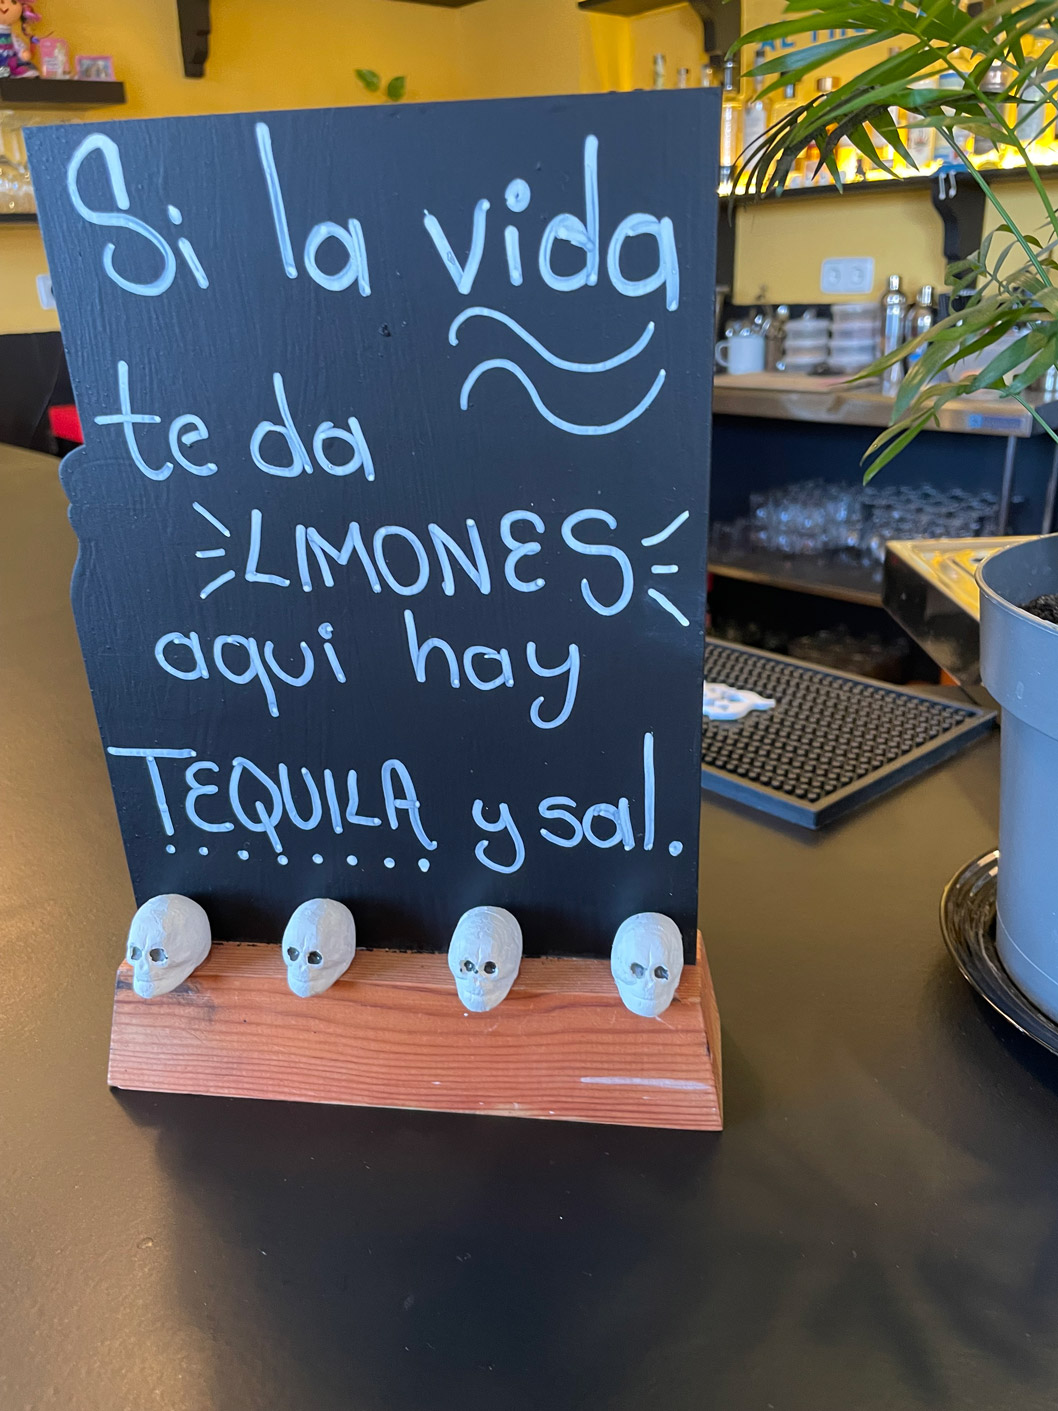 Si la vida
te da
LIMONES
aqui hay
TEQUILA y sal.